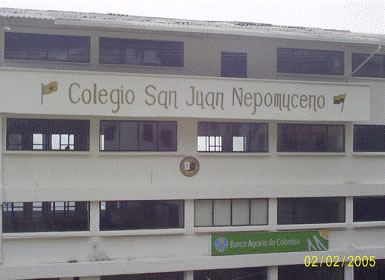 Colegio San Juan Nepomuceno
Banco Agrario de Colombia
02/02/2005